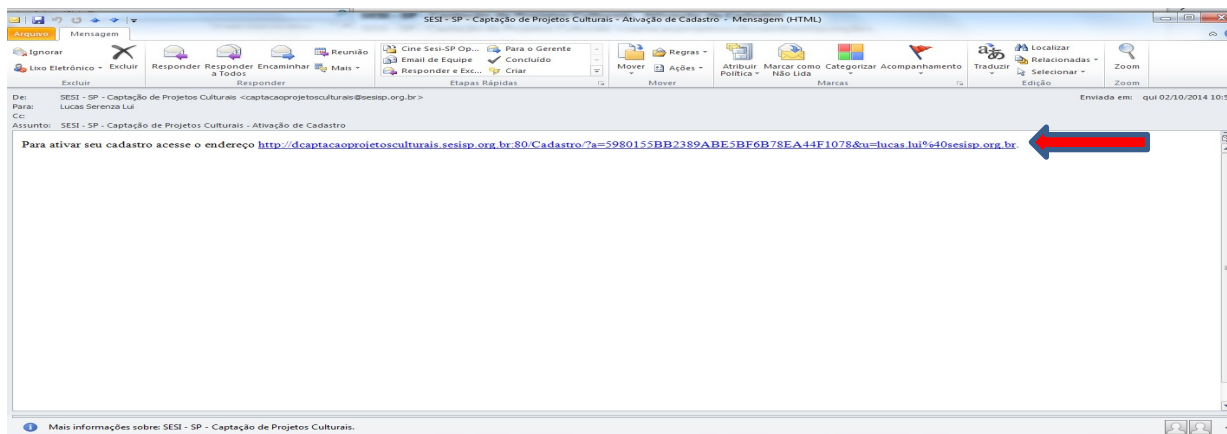 SESI - SP - Captação de Projetos Culturais - Ativação de Cadastro - Mensagem (HTML)
Arquivo Mensagem
Ignorar
Lixo Eletrônico
Excluir
Responder
Responder a Todos
Encaminhar
Reunião
Mais
Cine Sesi-SP Op...
Email de Equipe
Responder e Exc...
Para o Gerente
Concluído
Criar
Mover
Regras
Ações
Atribuir Política
Marcar como Não Lida
Categorizar
Acompanhamento
Traduzir
Localizar
Relacionadas
Selecionar
Zoom
Excluir Responder Etapas Rápidas Mover Marcas Edição Zoom
De: SESI - SP - Captação de Projetos Culturais <captacaoprojetosculturais@sesisp.org.br> Enviada em: qui 02/10/2014
Para: Lucas Serenza Lui
Cc:
Assunto: SESI - SP - Captação de Projetos Culturais - Ativação de Cadastro
Para ativar seu cadastro acesse o endereço http://dcaptacaoprojetosculturais.sesisp.org.br:80/Cadastro/?a=5980155BB2389ABE5BF6B78EA44F1078&u=lucas.lui%40sesisp.org.br.
Mais informações sobre: SESI - SP - Captação de Projetos Culturais.